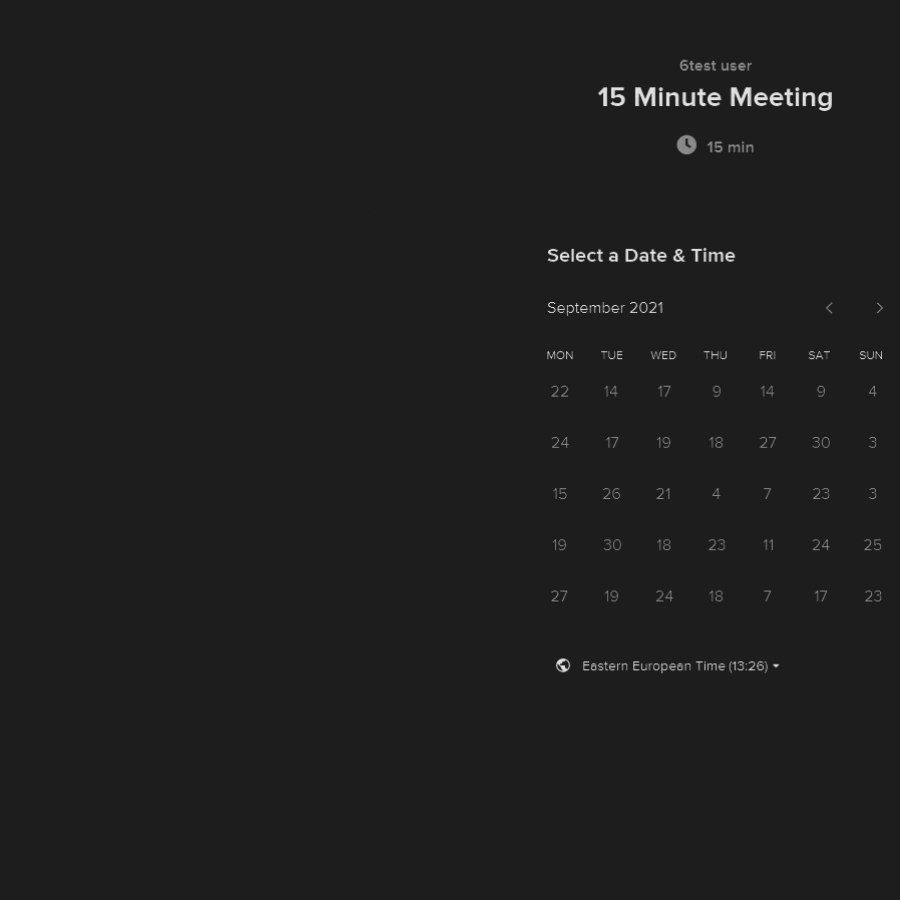 6test user
15 Minute Meeting
15 min
Select a Date & Time
September 2021
MON TUE WED THU FRI SAT SUN
22 14 17 9 14 9 4
24 17 19 18 27 30 3
15 26 21 4 7 23 3
19 30 18 23 11 24 25
27 19 24 18 7 17 23
Eastern European Time (13:26)